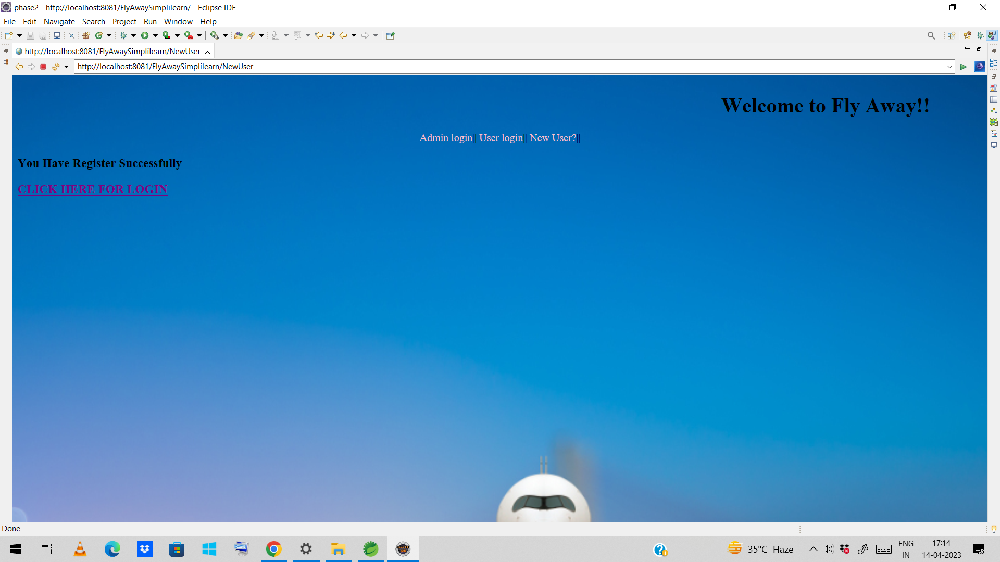 phase2 - http://localhost:8081/FlyAwaySimplilearn/ - Eclipse IDE
File Edit Navigate Search Project Run Window Help
http://localhost:8081/FlyAwaySimplilearn/NewUser
http://localhost:8081/FlyAwaySimplilearn/NewUser
Welcome to Fly Away!!
Admin login|| User login|| New User?||
You Have Register Successfully
CLICK HERE FOR LOGIN
Done
35°C Haze
ENG
IN
17:14
14-04-2023